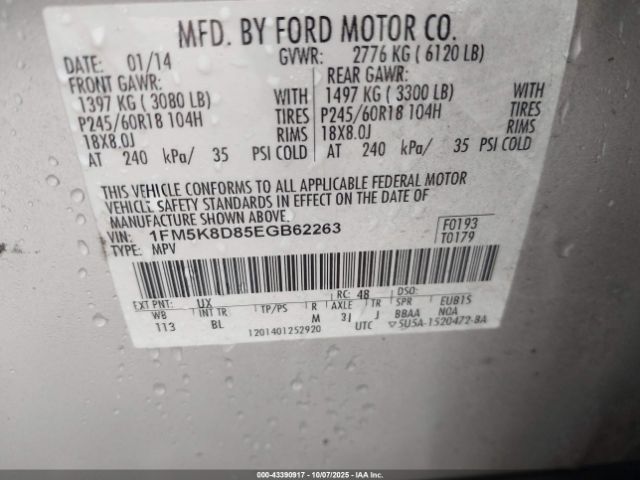 MFD. BY FORD MOTOR CO.
DATE: 01/14 GVWR: 2776 KG ( 6120 LB)
FRONT GAWR: REAR GAWR:
1397 KG ( 3080 LB) WITH 1497 KG ( 3300 LB) WITH
P245/60R18 104H TIRES P245/60R18 104H TIRES
18X8.0J RIMS 18X8.0J RIMS
AT 240 kPa/ 35 PSI COLD AT 240 kPa/ 35 PSI COLD
THIS VEHICLE CONFORMS TO ALL APPLICABLE FEDERAL MOTOR
VEHICLE SAFETY STANDARDS IN EFFECT ON THE DATE OF
MANUFACTURE SHOWN ABOVE.
VIN: 1FM5K8D85EGB62263 F0193
TYPE: MPV T0179
EXT PNT: UX RC: 48 DSO:
WB INT TR TP/PS R AXLE TR SPR EUB15
113 BL M 3J J BBAA NOA
1201401252920 UTC ▽5U5A-1520472-BA
000-43390917 - 10/07/2025 - IAA Inc.